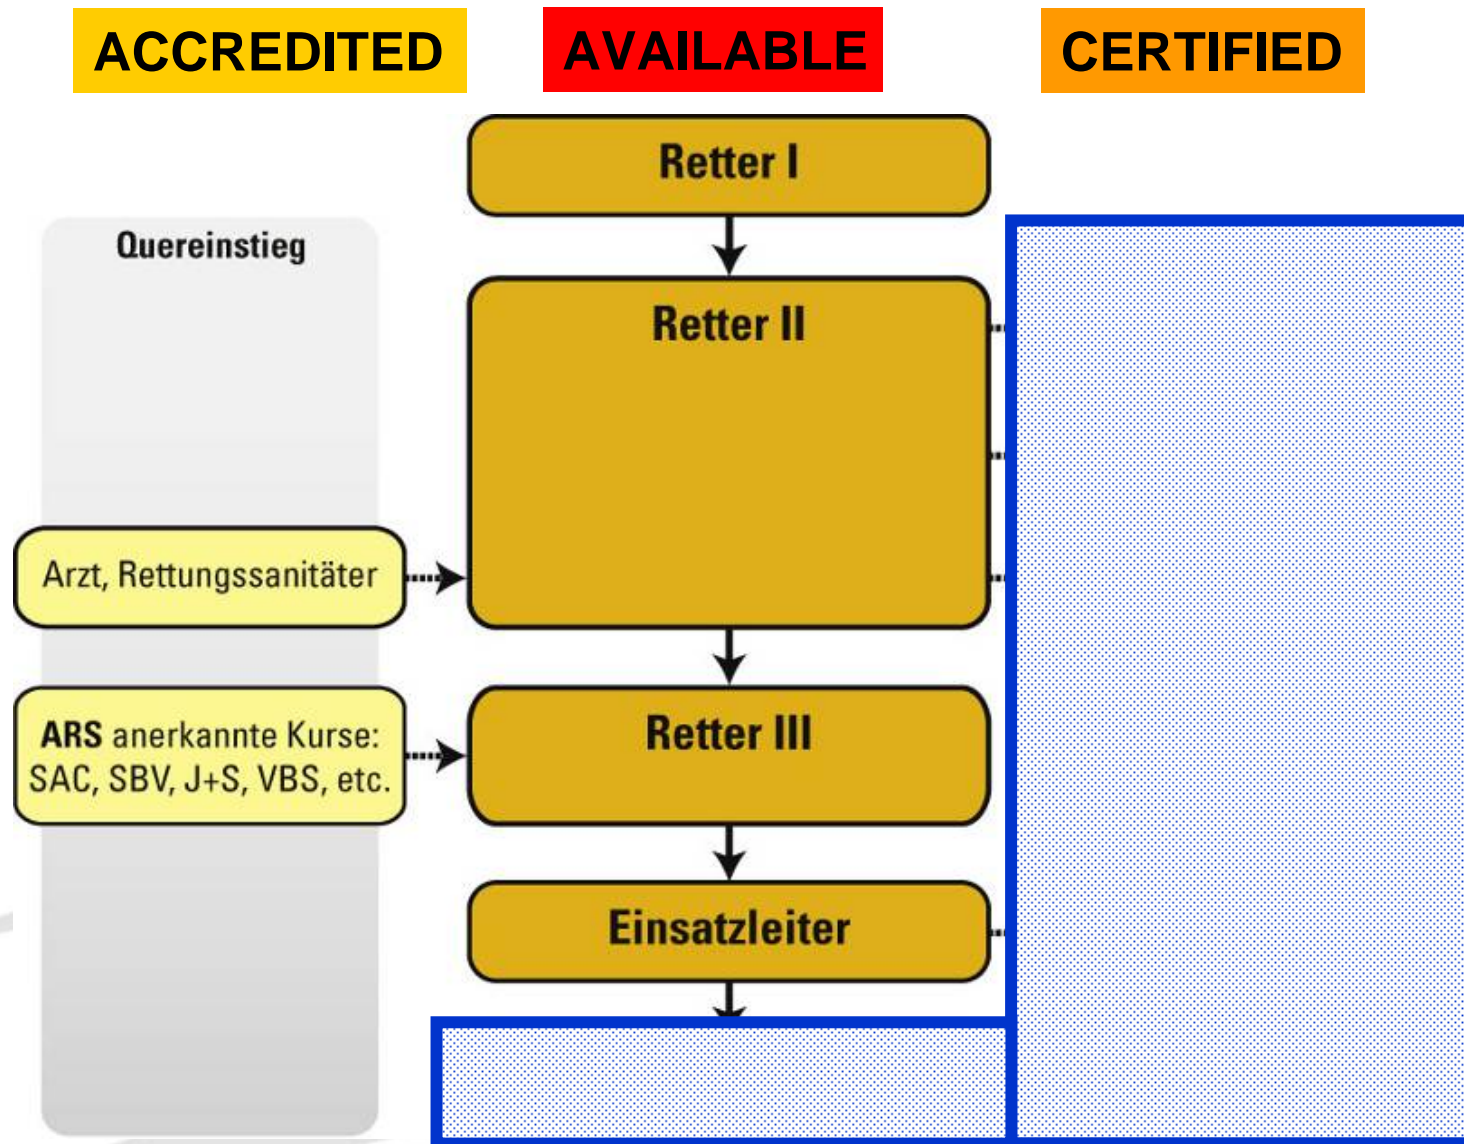 ACCREDITED
AVAILABLE
CERTIFIED
Retter I
Quereinstieg
Retter II
Arzt, Rettungssanitäter
ARS anerkannte Kurse:
SAC, SBV, J+S, VBS, etc.
Retter III
Einsatzleiter